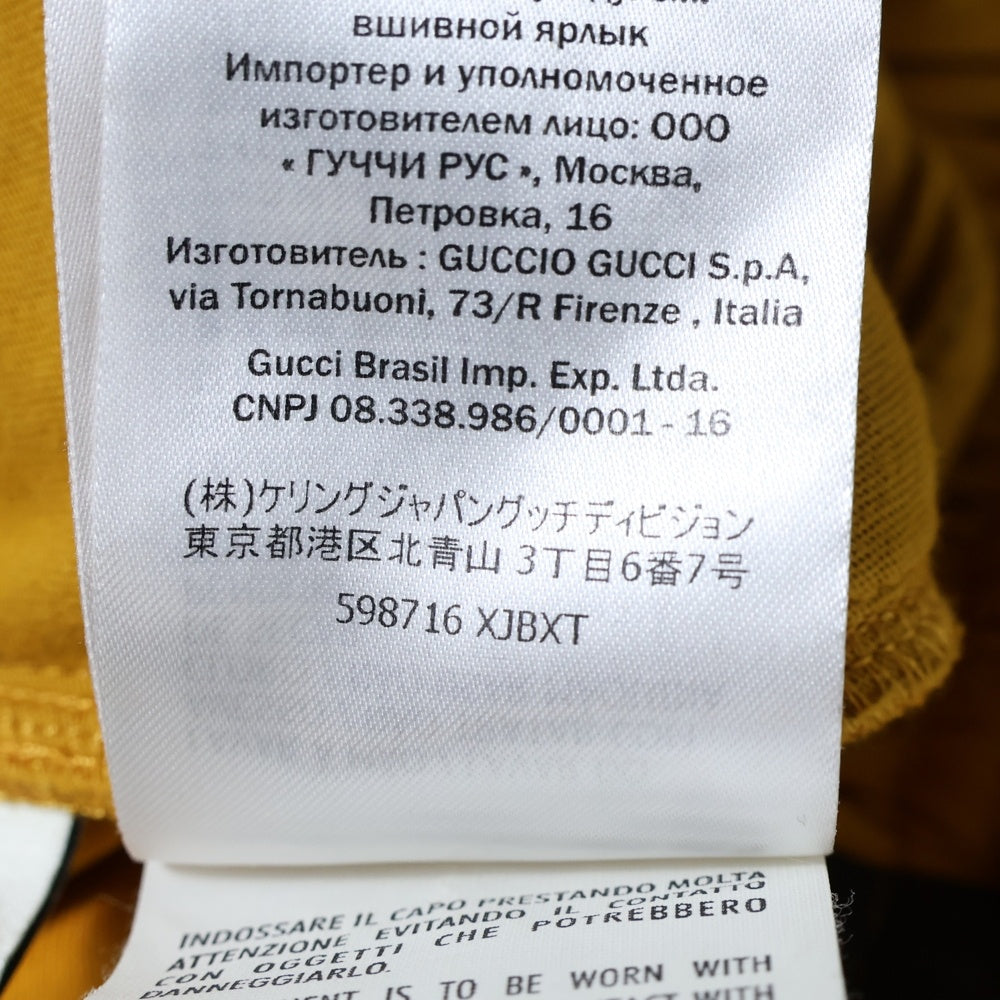 вшивной ярлык
Импортер и уполномоченное
изготовителем лицо: ООО
« ГУЧЧИ РУС », Москва,
Петровка, 16
Изготовитель : GUCCIO GUCCI S.p.A,
via Tornabuoni, 73/R Firenze , Italia
Gucci Brasil Imp. Exp. Ltda.
CNPJ 08.338.986/0001 - 16
(株)ケリングジャパングッチディビジョン
東京都港区北青山 3丁目6番7号
598716 XJBXT
INDOSSARE IL CAPO PRESTANDO MOLTA
ATTENZIONE EVITANDO IL CONTATTO
CON OGGETTI CHE POTREBBERO
DANNEGGIARLO.
IS TO BE WORN WITH
WITH